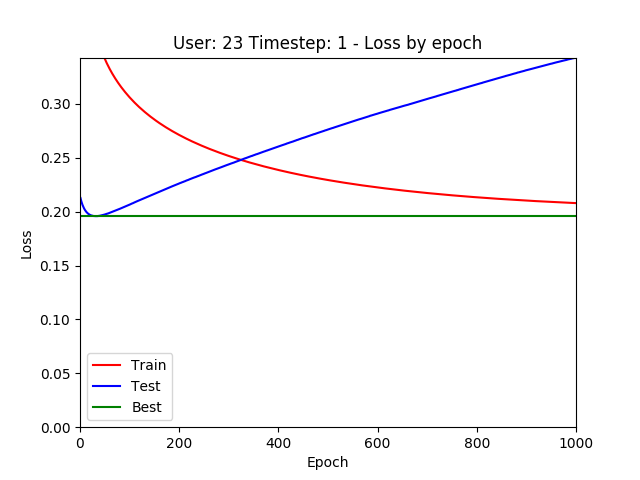 User: 23 Timestep: 1 - Loss by epoch
Loss
0.30
0.25
0.20
0.15
0.10
0.05
0.00
Train
Test
Best
0 200 400 600 800 1000
Epoch